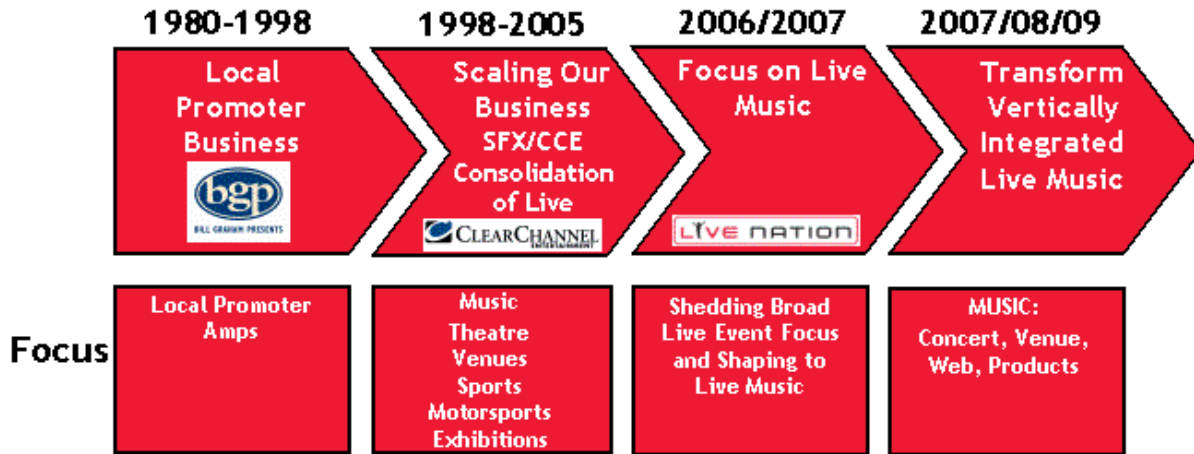 1980-1998
1998-2005
2006/2007
2007/08/09
Local
Promoter
Business
bgp
BILL GRAHAM PRESENTS
Scaling Our
Business
SFX/CCE
Consolidation
of Live
CLEARCHANNEL
ENTERTAINMENT
Focus on Live
Music
LIVE NATION
Transform
Vertically
Integrated
Live Music
Focus
Local Promoter
Amps
Music
Theatre
Venues
Sports
Motorsports
Exhibitions
Shedding Broad
Live Event Focus
and Shaping to
Live Music
MUSIC:
Concert, Venue,
Web, Products